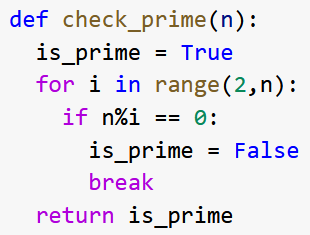 def check_prime(n):
  is_prime = True
  for i in range(2,n):
    if n%i == 0:
      is_prime = False
      break
  return is_prime